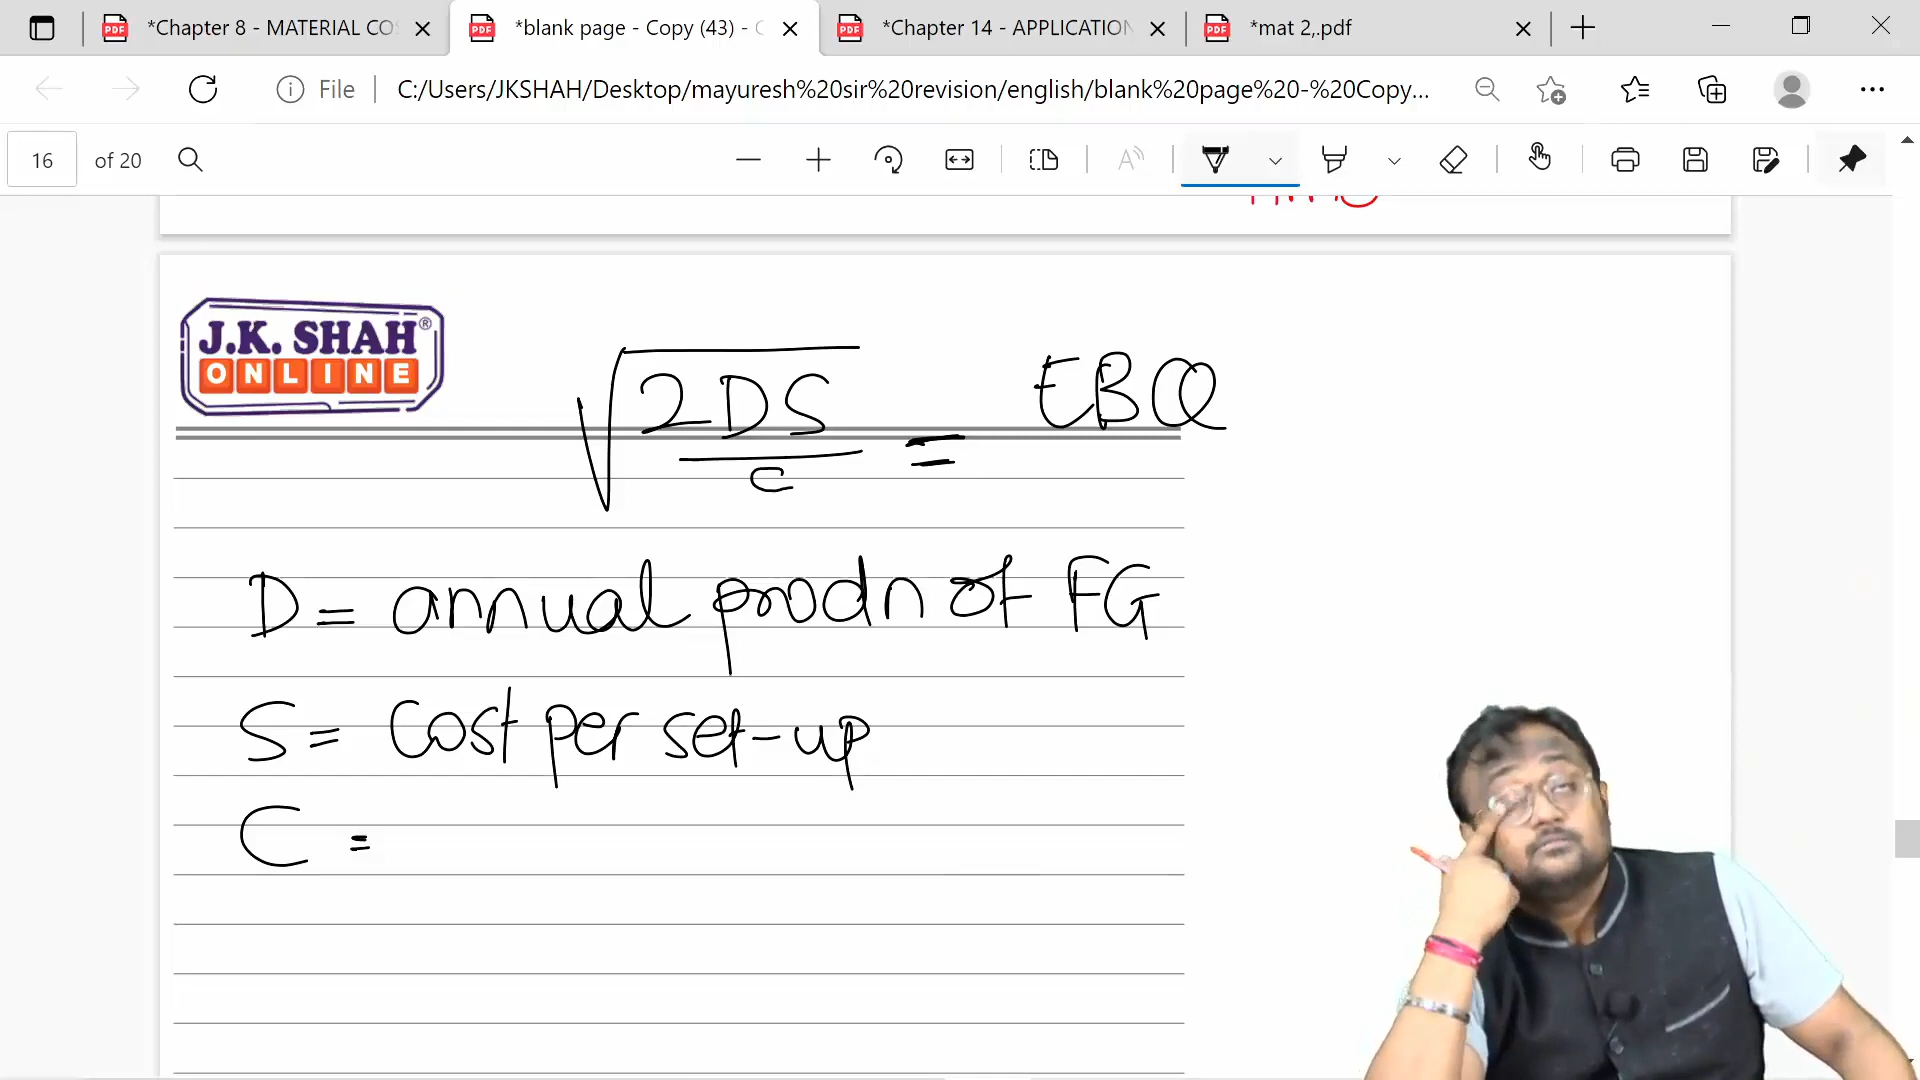 *Chapter 8 - MATERIAL CO
*blank page - Copy (43) -
*Chapter 14 - APPLICATION
*mat 2,.pdf
File
C:/Users/JKSHAH/Desktop/mayuresh%20sir%20revision/english/blank%20page%20-%20Copy...
16 of 20
J.K. SHAH®
ONLINE
√2DS/C = EBQ
D = annual prodn of FG
S = Cost per set-up
C =